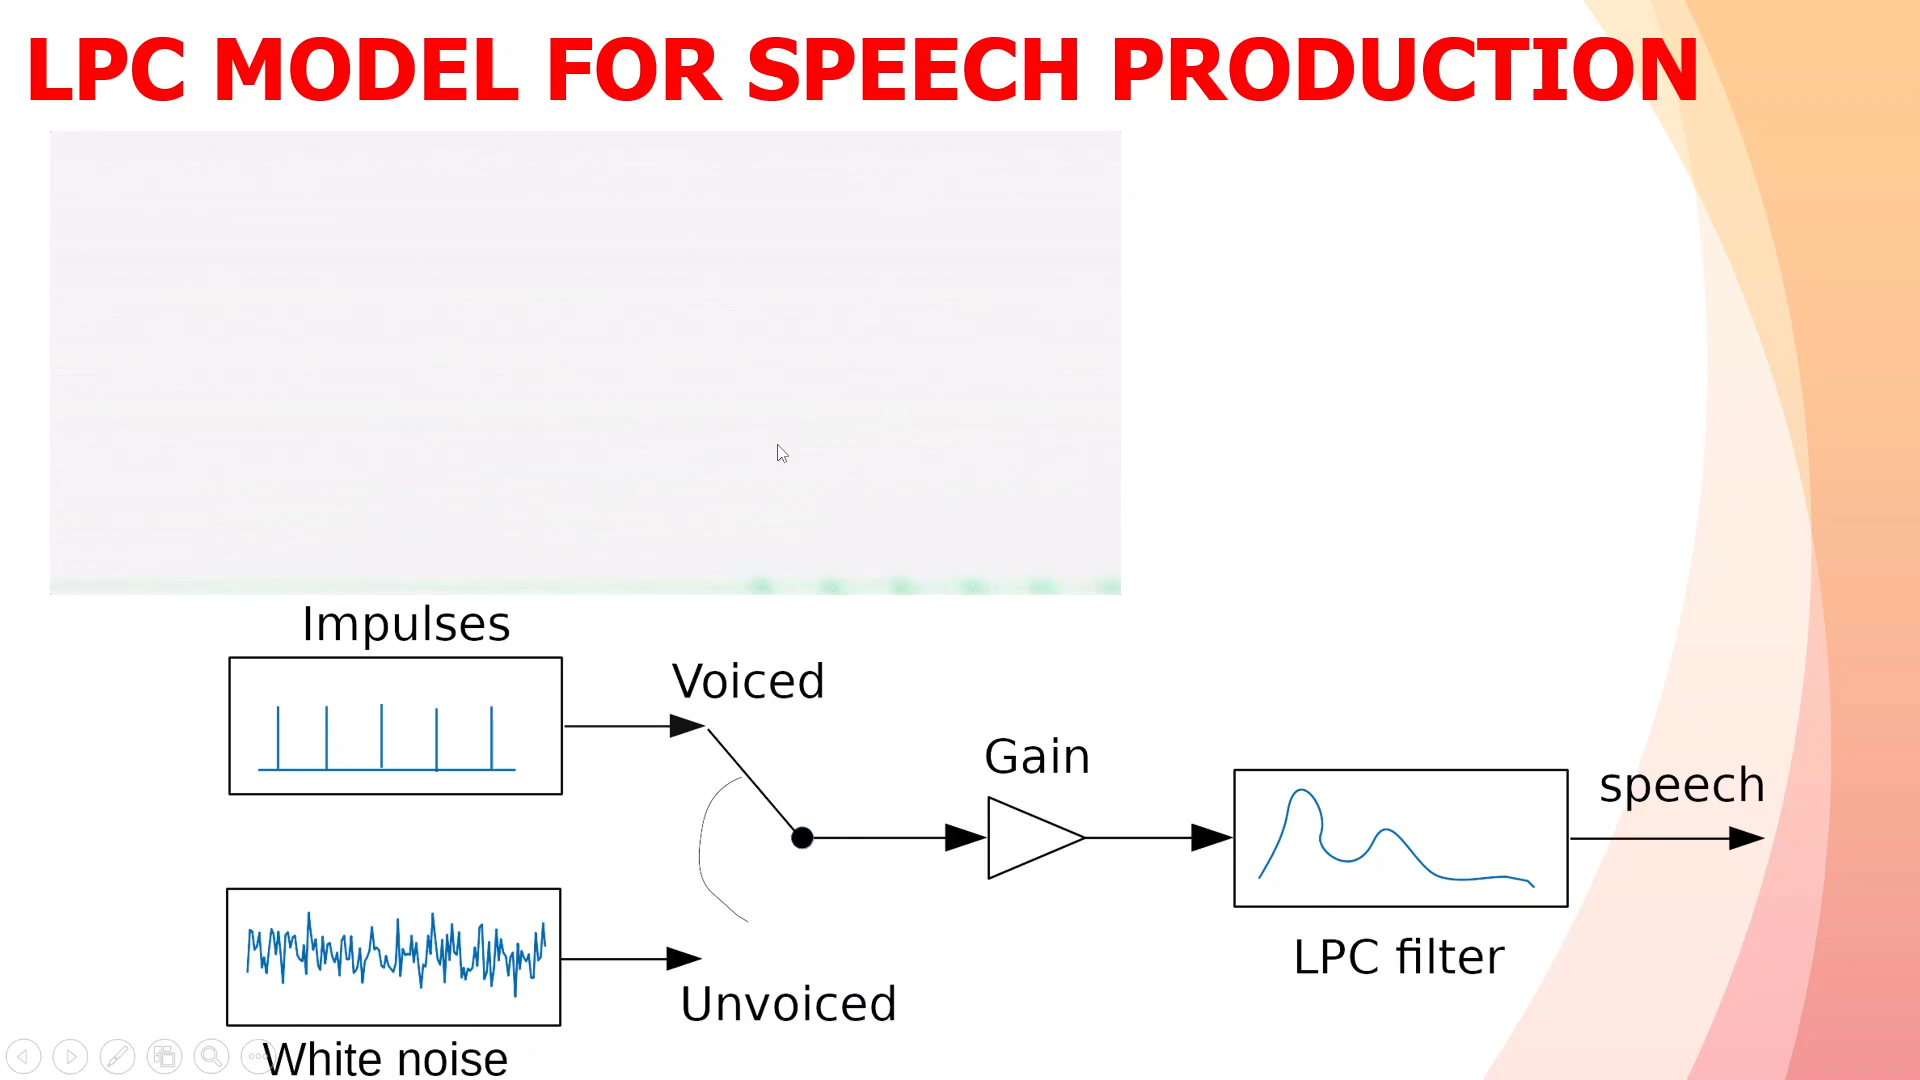 LPC MODEL FOR SPEECH PRODUCTION
Impulses
Voiced
Gain
speech
LPC filter
Unvoiced
White noise